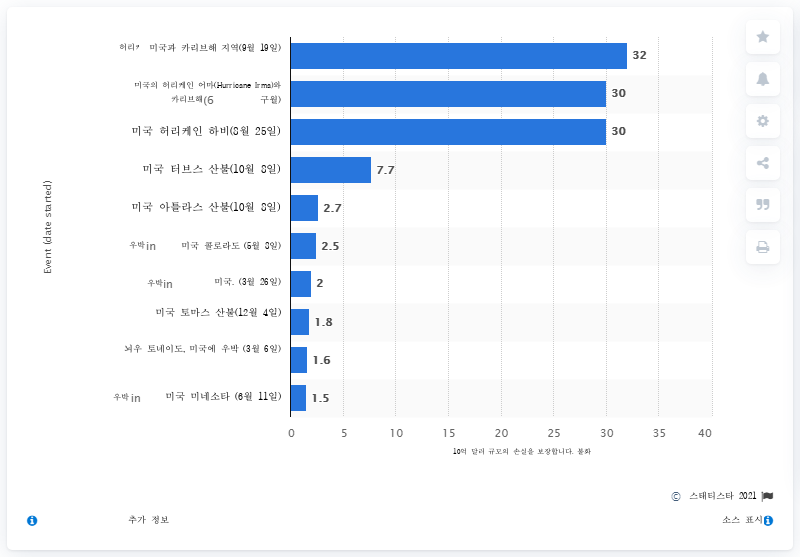 허리ㅋ 미국과 카리브해 지역(9월 19일)
32
미국의 허리케인 어마(Hurricane Irma)와
카리브해(6 구월)
30
미국 허리케인 하비(8월 25일)
30
미국 터브스 산불(10월 8일)
7.7
미국 아틀라스 산불(10월 8일)
2.7
우박 in 미국 콜로라도 (5월 8일)
2.5
우박in 미국. (3월 26일)
2
미국 토마스 산불(12월 4일)
1.8
뇌우 토네이도, 미국에 우박 (3월 6일)
1.6
우박 in 미국 미네소타 (6월 11일)
1.5
Event (date started)
0 5 10 15 20 25 30 35 40
10억 달러 규모의 손실을 보장합니다. 불화
© 스태티스타 2021
추가 정보
소스 표시